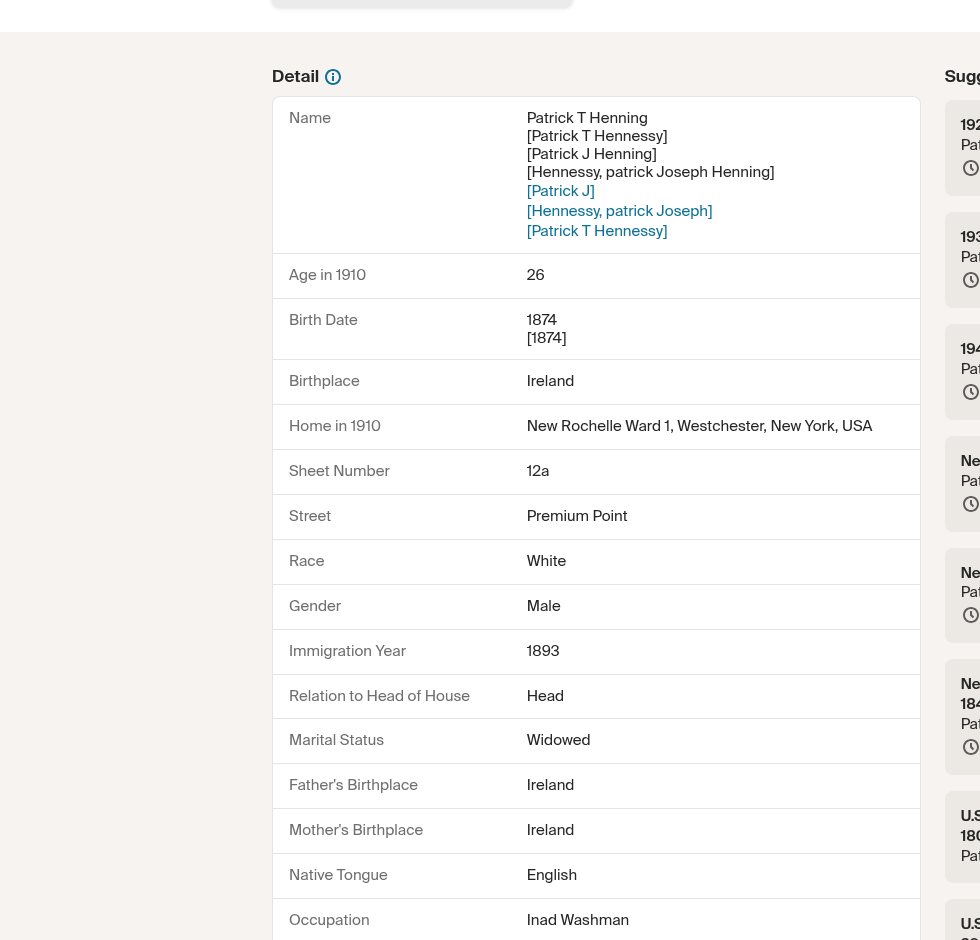 Detail
Name
Patrick T Henning
[Patrick T Hennessy]
[Patrick J Henning]
[Hennessy, patrick Joseph Henning]
[Patrick J]
[Hennessy, patrick Joseph]
[Patrick T Hennessy]
Age in 1910
26
Birth Date
1874
[1874]
Birthplace
Ireland
Home in 1910
New Rochelle Ward 1, Westchester, New York, USA
Sheet Number
12a
Street
Premium Point
Race
White
Gender
Male
Immigration Year
1893
Relation to Head of House
Head
Marital Status
Widowed
Father's Birthplace
Ireland
Mother's Birthplace
Ireland
Native Tongue
English
Occupation
Inad Washman